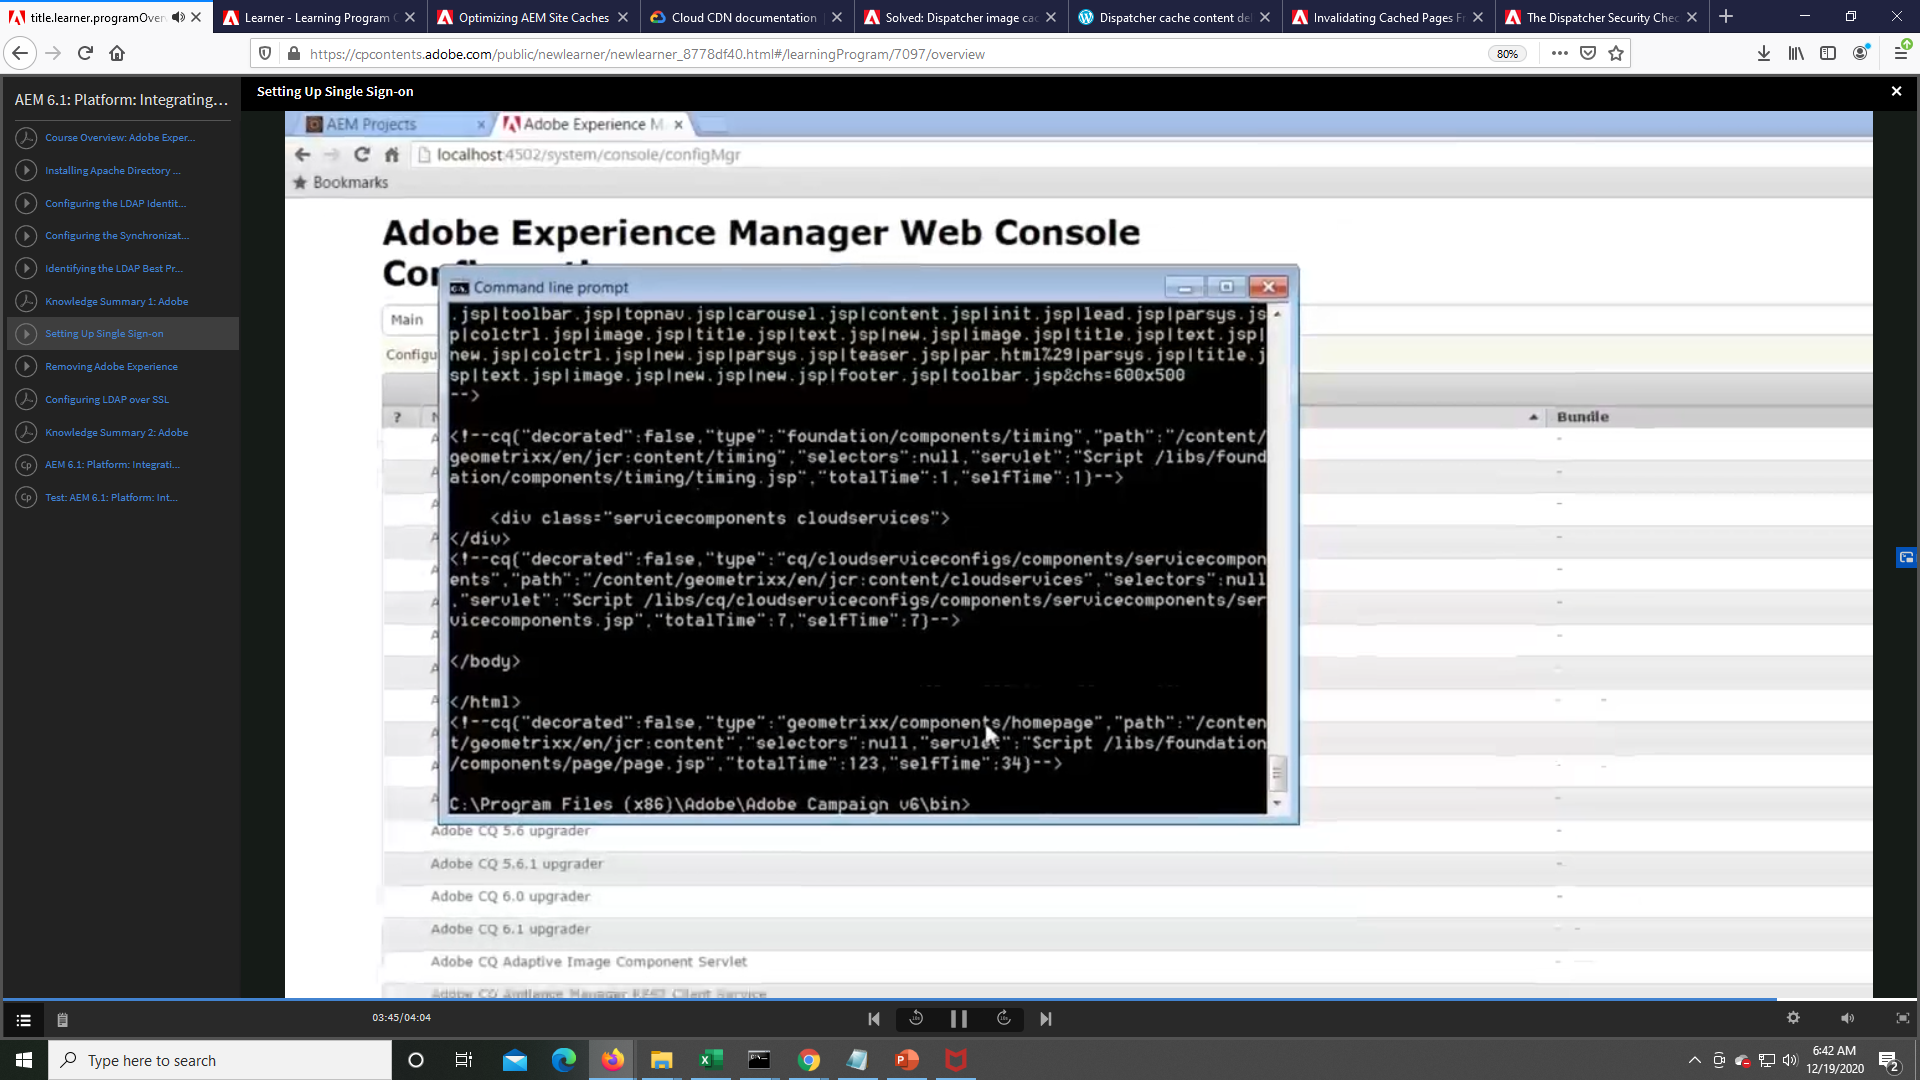 title.learner.programOver
Learner - Learning Program O
Optimizing AEM Site Caches
Cloud CDN documentation
Solved: Dispatcher image cac
Dispatcher cache content del
Invalidating Cached Pages Fr
The Dispatcher Security Chec
https://cpcontents.adobe.com/public/newlearner/newlearner_8778df40.html#/learningProgram/7097/overview
80%
AEM 6.1: Platform: Integrating...
Setting Up Single Sign-on
Course Overview: Adobe Exper...
Installing Apache Directory ...
Configuring the LDAP Identit...
Configuring the Synchronizat...
Identifying the LDAP Best Pr...
Knowledge Summary 1: Adobe
Setting Up Single Sign-on
Removing Adobe Experience
Configuring LDAP over SSL
Knowledge Summary 2: Adobe
Cp AEM 6.1: Platform: Integrati...
Cp Test: AEM 6.1: Platform: Int...
AEM Projects
Adobe Experience M
localhost:4502/system/console/configMgr
Bookmarks
Adobe Experience Manager Web Console
Main
Configu
?
Bundle
Command line prompt
.jsp|toolbar.jsp|topnav.jsp|carousel.jsp|content.jsp|init.jsp|lead.jsp|parsys.js
p|colctrl.jsp|image.jsp|title.jsp|text.jsp|new.jsp|image.jsp|title.jsp|text.jsp|
new.jsp|colctrl.jsp|new.jsp|parsys.jsp|teaser.jsp|par.html%29|parsys.jsp|title.j
sp|text.jsp|image.jsp|new.jsp|new.jsp|footer.jsp|toolbar.jsp&chs=600x500
-->
<!--cq{"decorated":false,"type":"foundation/components/timing","path":"/content/
geometrixx/en/jcr:content/timing","selectors":null,"servlet":"Script /libs/found
ation/components/timing/timing.jsp","totalTime":1,"selfTime":1}-->
<div class="servicecomponents cloudservices">
</div>
<!--cq{"decorated":false,"type":"cq/cloudserviceconfigs/components/servicecompon
ents","path":"/content/geometrixx/en/jcr:content/cloudservices","selectors":null
,"servlet":"Script /libs/cq/cloudserviceconfigs/components/servicecomponents/ser
vicecomponents.jsp","totalTime":7,"selfTime":7}-->
</body>
</html>
<!--cq{"decorated":false,"type":"geometrixx/components/homepage","path":"/conten
t/geometrixx/en/jcr:content","selectors":null,"servlet":"Script /libs/foundation
/components/page/page.jsp","totalTime":123,"selfTime":34}-->
C:\Program Files (x86)\Adobe\Adobe Campaign v6\bin>
Adobe CQ 5.6 upgrader
Adobe CQ 5.6.1 upgrader
Adobe CQ 6.0 upgrader
Adobe CQ 6.1 upgrader
Adobe CQ Adaptive Image Component Servlet
03:45/04:04
Type here to search
6:42 AM
12/19/2020
2